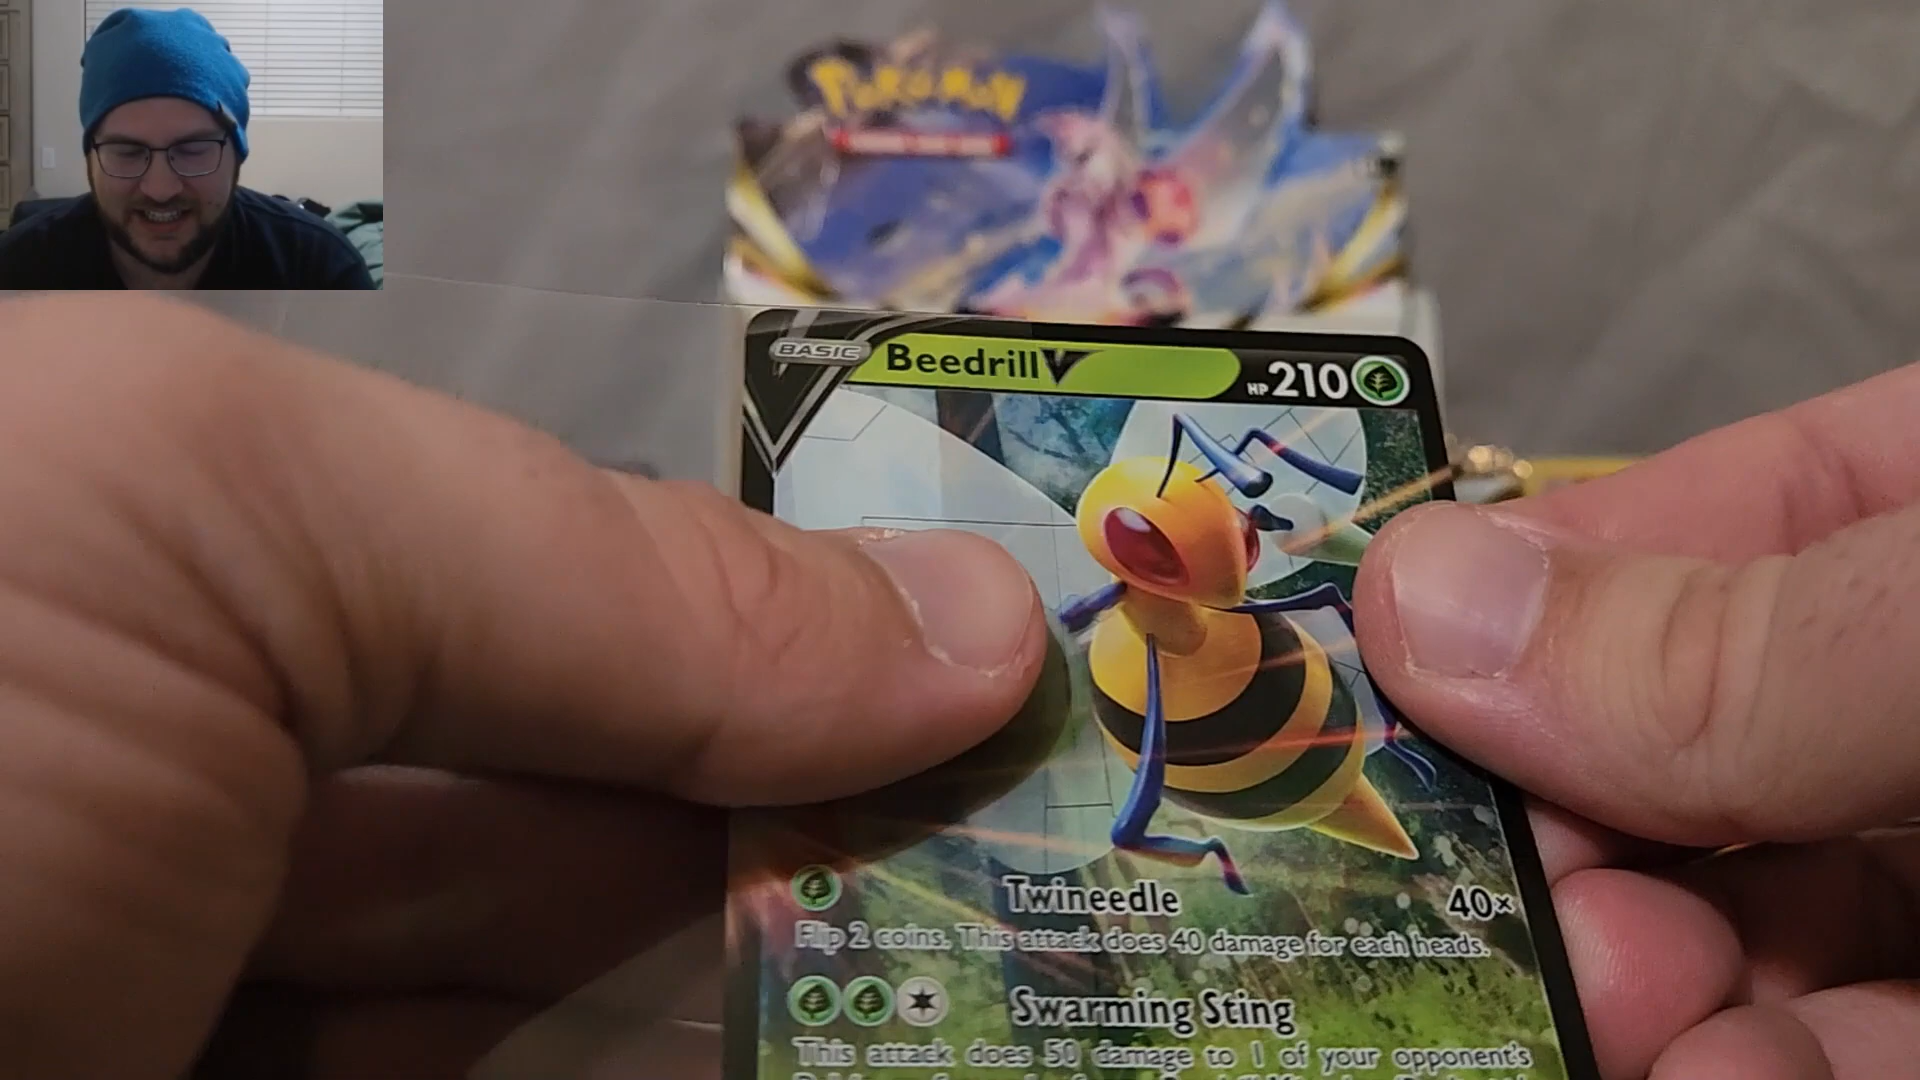 Pokémon
BASIC
Beedrill V
HP 210
Twineedle 40×
Flip 2 coins. This attack does 40 damage for each heads.
Swarming Sting
This attack does 50 damage to 1 of your opponent's